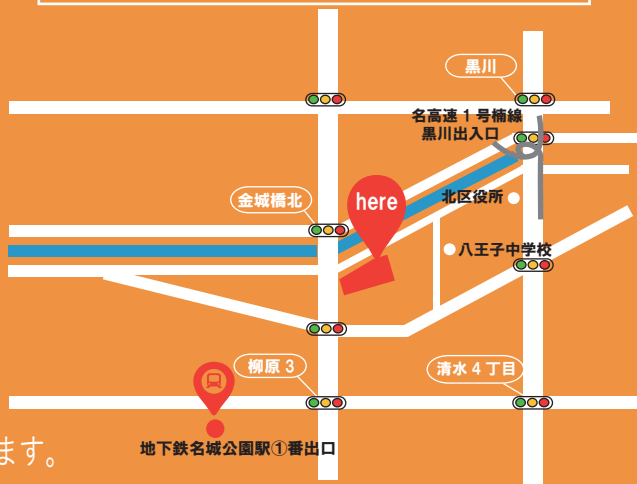 黒川
名高速1号楠線
黒川出入口
金城橋北
here
北区役所
八王子中学校
柳原3
清水4丁目
地下鉄名城公園駅①番出口
ます。